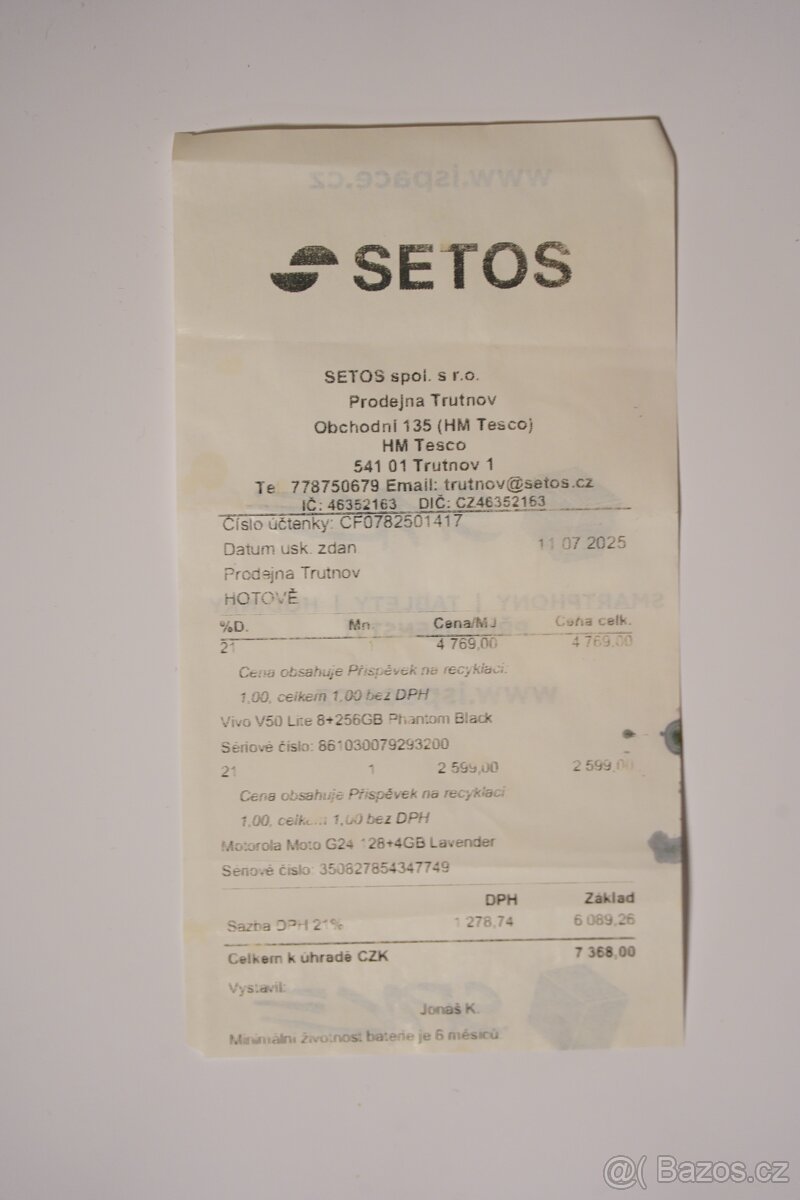 www.ispace.cz
SETOS
SETOS spol. s r.o.
Prodejna Trutnov
Obchodní 135 (HM Tesco)
HM Tesco
541 01 Trutnov 1
Te 778750679 Email: trutnov@setos.cz
IČ: 46352163 DIČ: CZ46352163
Číslo účtenky: CF0782501417
Datum usk. zdan 11 07 2025
Prodejna Trutnov
HOTOVĚ
SMARTPHONY | TABLETY |
%D. Mn. Cena/MJ Cena celk.
21 1 4 769,00 4 769,00
Cena obsahuje Příspěvek na recyklaci:
1,00, celkem 1,00 bez DPH
Vivo V50 Lite 8+256GB Phantom Black
Sériové číslo: 861030079293200
21 1 2 599,00 2 599,00
Cena obsahuje Příspěvek na recyklaci
1,00, celkem 1,00 bez DPH
Motorola Moto G24 128+4GB Lavender
Sériové číslo: 350827854347749
DPH Základ
Sazba DPH 21% 1 278,74 6 089,26
Celkem k úhradě CZK 7 368,00
Vystavil:
Jonáš K.
Minimální životnost baterie je 6 měsíců.
@( Bazos.cz